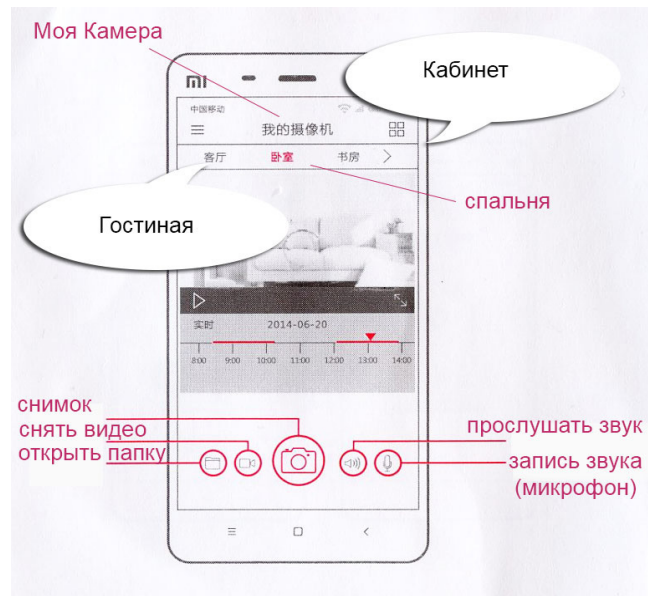 Моя Камера
Кабинет
中国移动
我的摄像机
客厅 卧室 书房
спальня
Гостиная
实时 2014-06-20
8:00 9:00 10:00 11:00 12:00 13:00 14:00
снимок
снять видео
открыть папку
прослушать звук
запись звука
(микрофон)